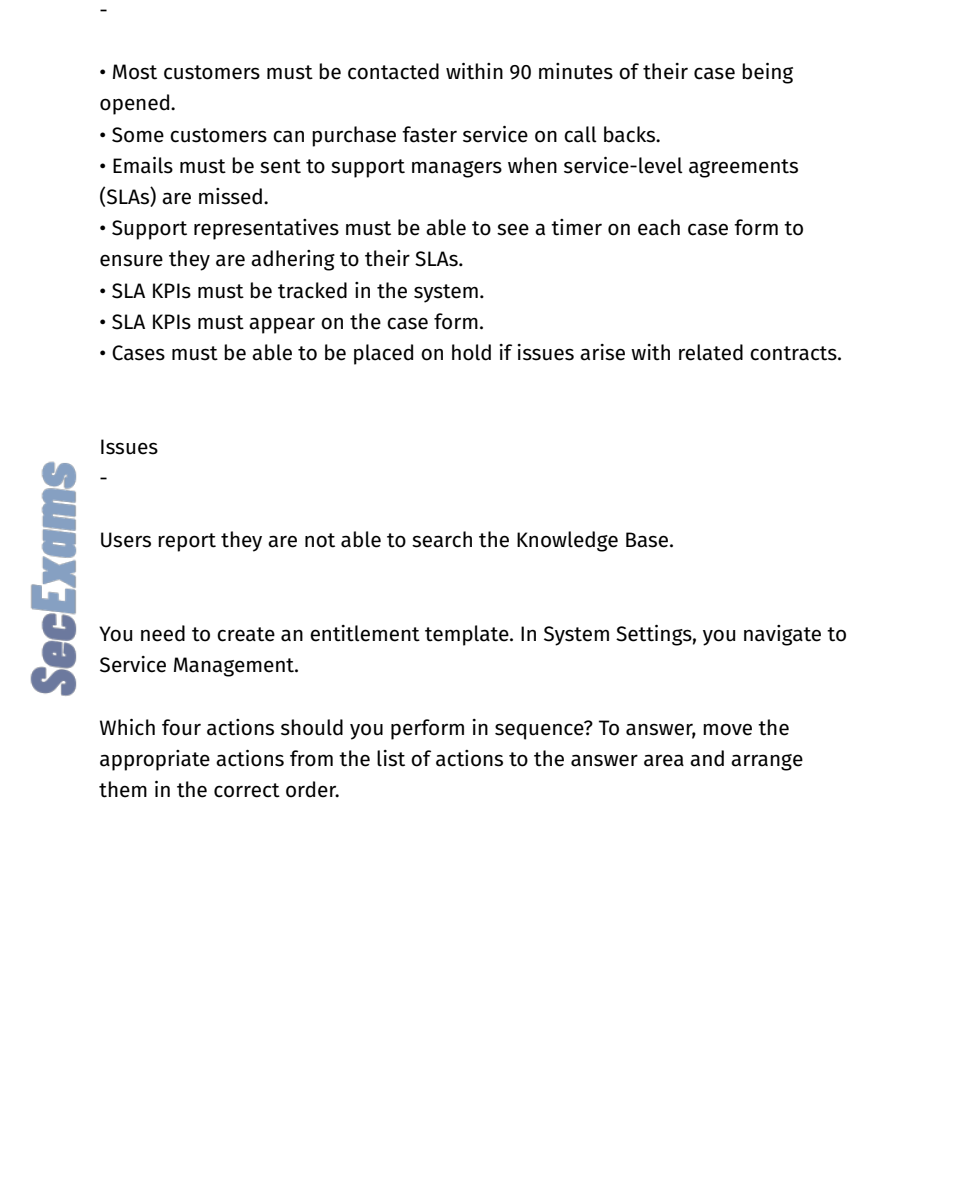 -
• Most customers must be contacted within 90 minutes of their case being
opened.
• Some customers can purchase faster service on call backs.
• Emails must be sent to support managers when service-level agreements
(SLAs) are missed.
• Support representatives must be able to see a timer on each case form to
ensure they are adhering to their SLAs.
• SLA KPIs must be tracked in the system.
• SLA KPIs must appear on the case form.
• Cases must be able to be placed on hold if issues arise with related contracts.
Issues
-
Users report they are not able to search the Knowledge Base.
SecExams
You need to create an entitlement template. In System Settings, you navigate to
Service Management.
Which four actions should you perform in sequence? To answer, move the
appropriate actions from the list of actions to the answer area and arrange
them in the correct order.